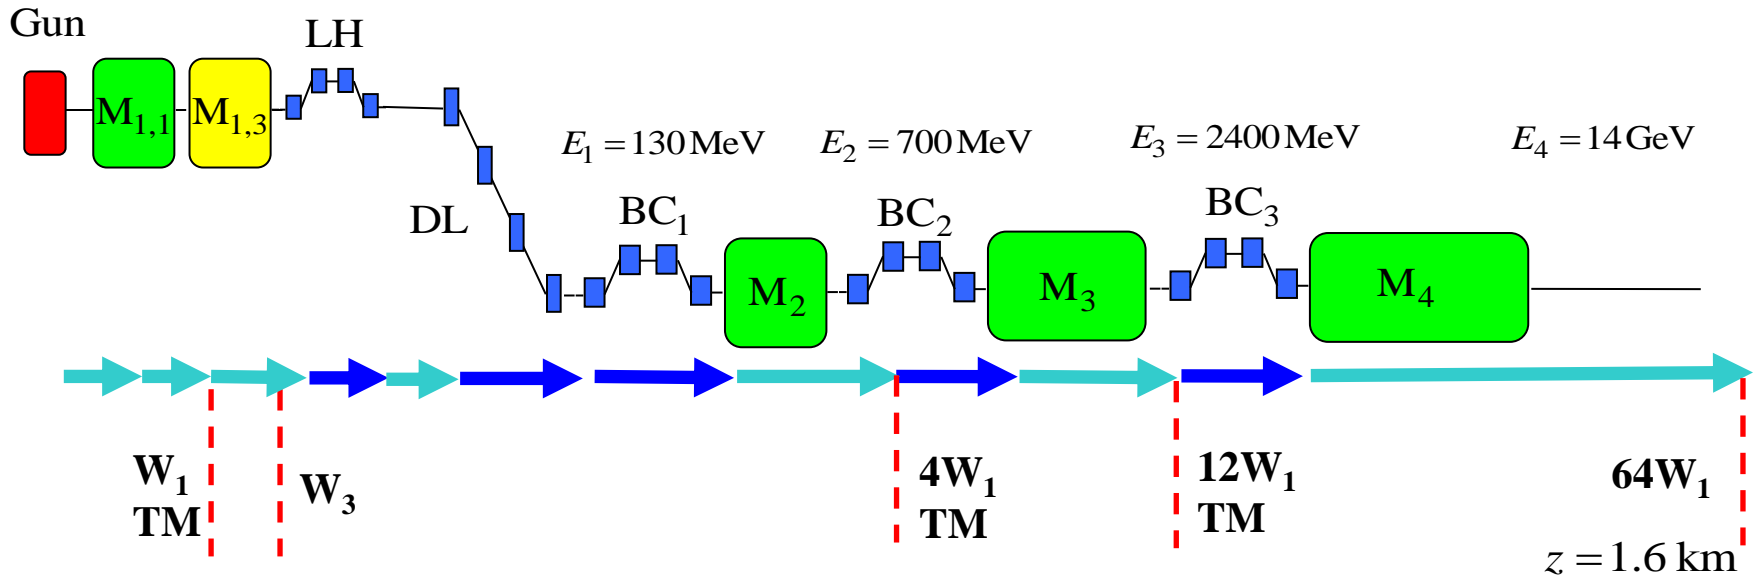 Gun
LH
M1,1
M1,3
E1 = 130 MeV
E2 = 700 MeV
E3 = 2400 MeV
E4 = 14 GeV
DL
BC1
BC2
BC3
M2
M3
M4
W1
TM
W3
4W1
TM
12W1
TM
64W1
z = 1.6 km